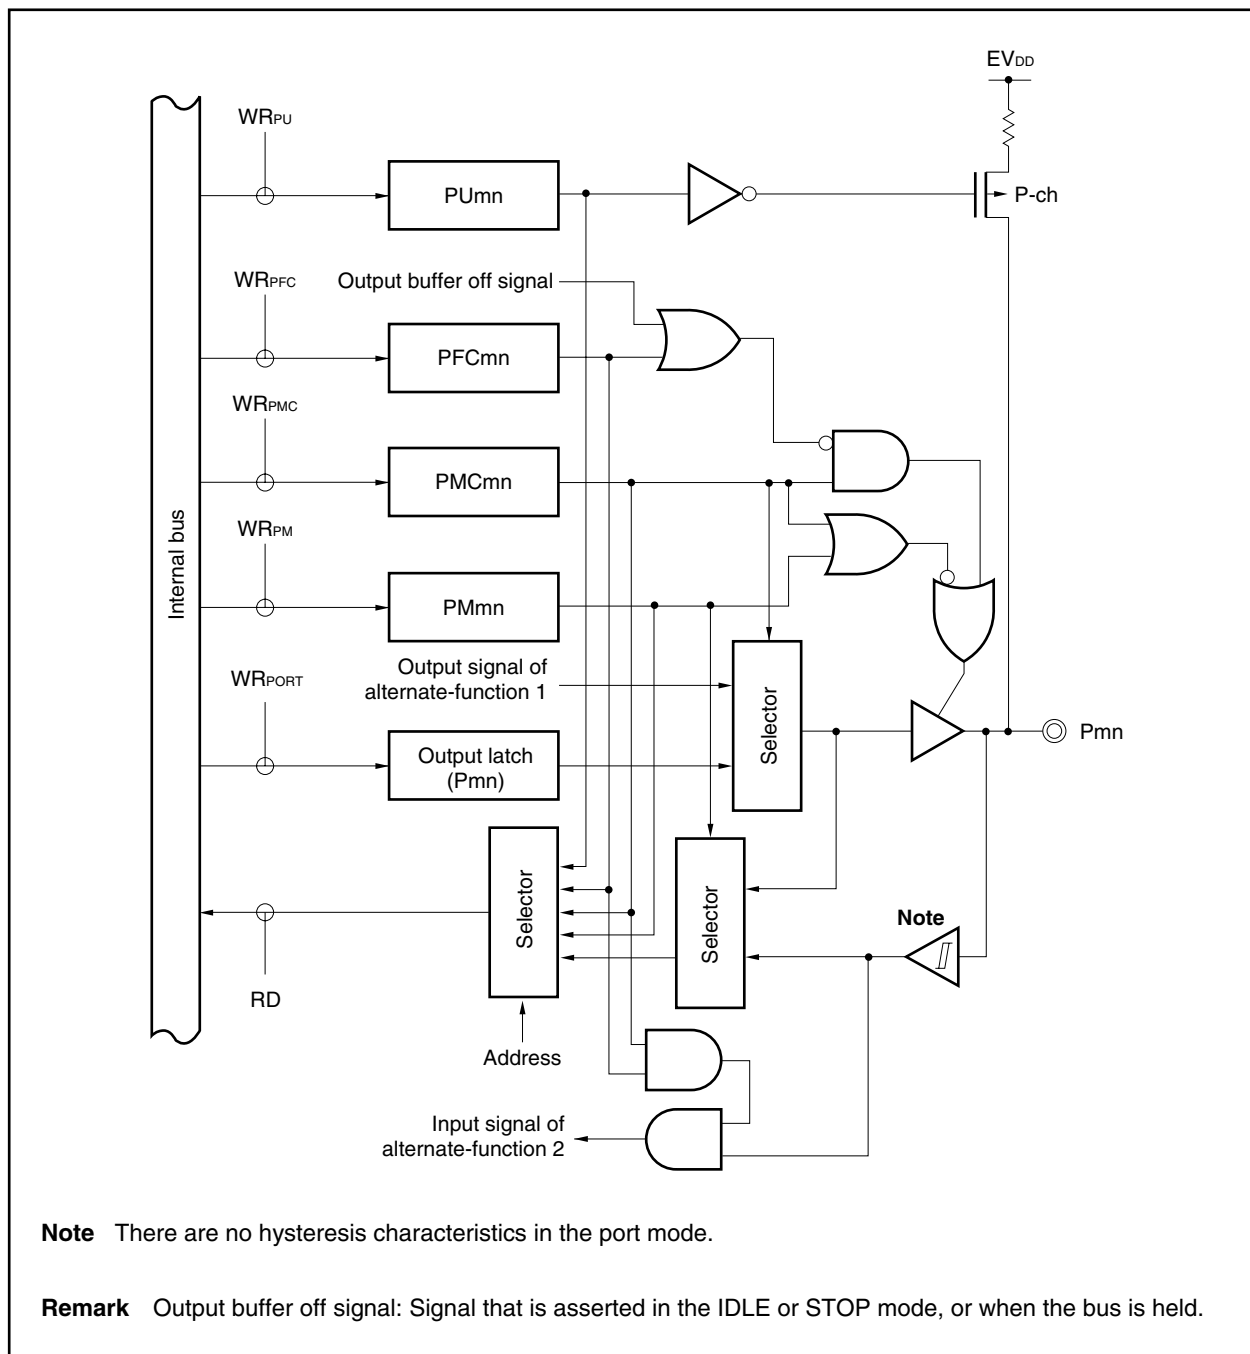 EVDD
WRPU
PUmn
P-ch
WRPFC
Output buffer off signal
PFCmn
WRPMC
PMCmn
WRPM
Internal bus
PMmn
Output signal of
alternate-function 1
WRPORT
Selector
Output latch
(Pmn)
Pmn
Selector
Selector
Note
RD
Address
Input signal of
alternate-function 2
Note There are no hysteresis characteristics in the port mode.
Remark Output buffer off signal: Signal that is asserted in the IDLE or STOP mode, or when the bus is held.